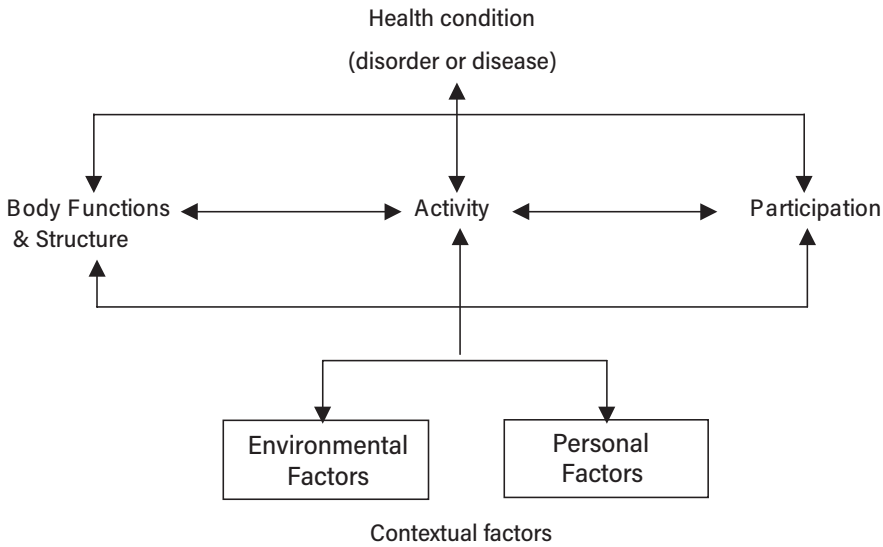 Health condition
(disorder or disease)
Body Functions
& Structure
Activity
Participation
Environmental
Factors
Personal
Factors
Contextual factors